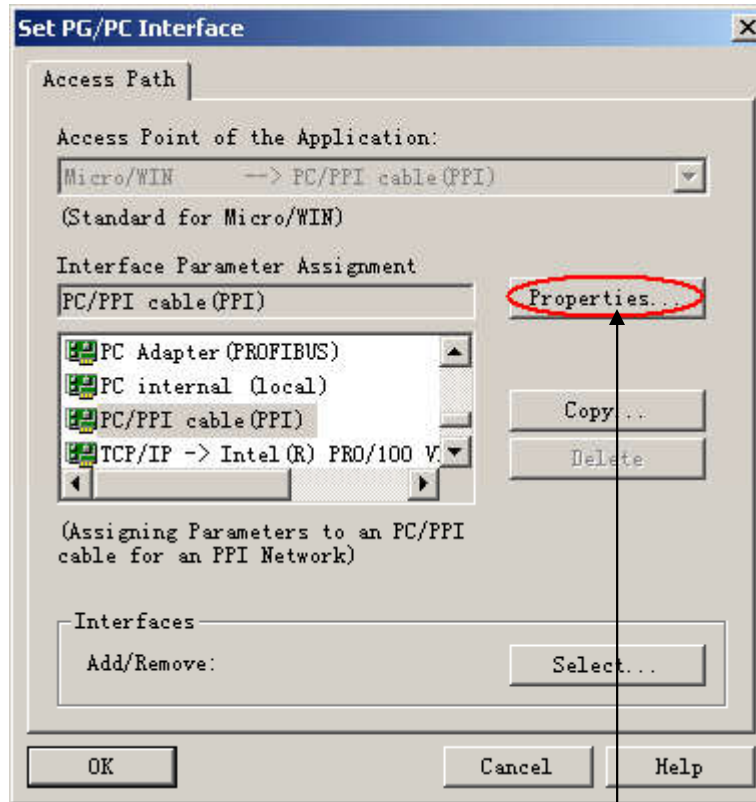 Set PG/PC Interface
Access Path
Access Point of the Application:
Micro/WIN --> PC/PPI cable(PPI)
(Standard for Micro/WIN)
Interface Parameter Assignment
PC/PPI cable(PPI)
Properties...
PC Adapter(PROFIBUS)
PC internal (local)
PC/PPI cable(PPI)
TCP/IP -> Intel(R) PRO/100 V
Copy...
Delete
(Assigning Parameters to an PC/PPI
cable for an PPI Network)
Interfaces
Add/Remove:
Select...
OK
Cancel
Help